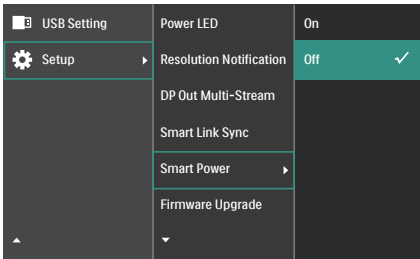 USB Setting
Setup
Power LED
Resolution Notification
DP Out Multi-Stream
Smart Link Sync
Smart Power
Firmware Upgrade
On
Off